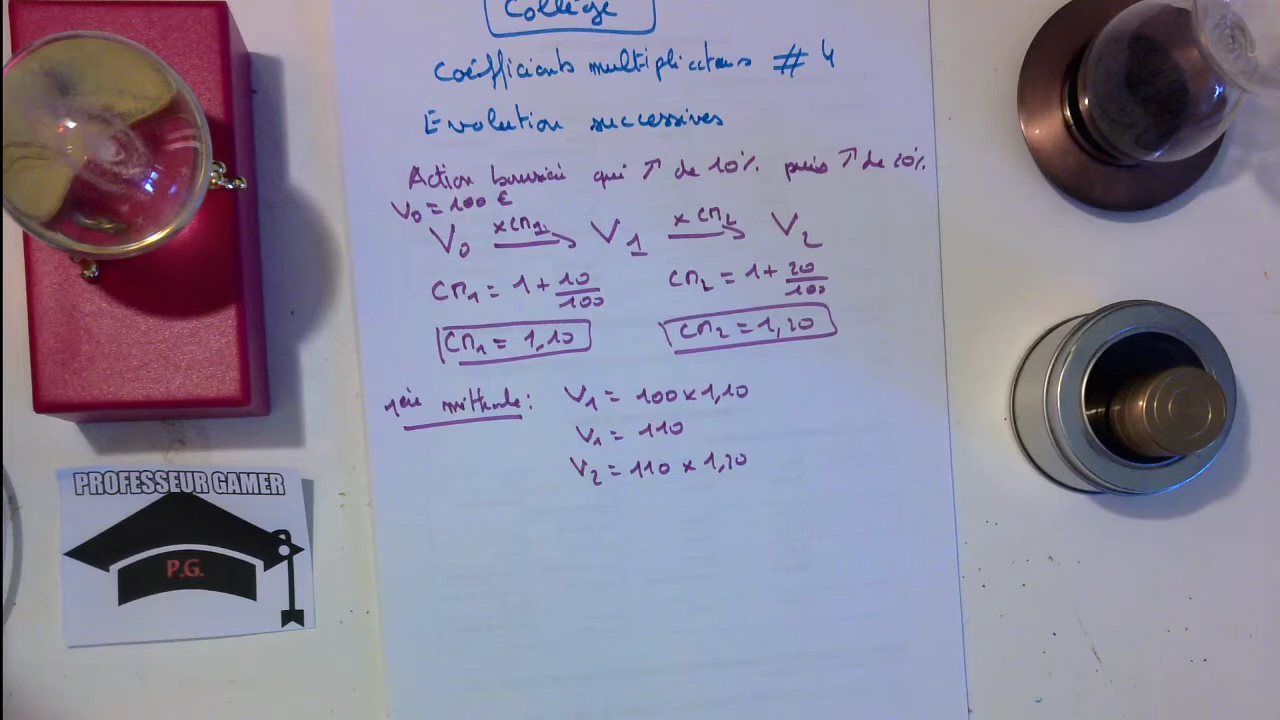 Collège
Coefficients multiplicateurs # 4
Evolution successives
Action boursière qui ↑ de 10% puis ↑ de 20%.
V₀ = 100 €
V₀ ×CM₁→ V₁ ×CM₂→ V₂
CM₁ = 1 + 10/100 CM₂ = 1 + 20/100
CM₁ = 1,10 CM₂ = 1,20
1ère méthode : V₁ = 100 × 1,10
V₁ = 110
V₂ = 110 × 1,20
PROFESSEUR GAMER
P.G.